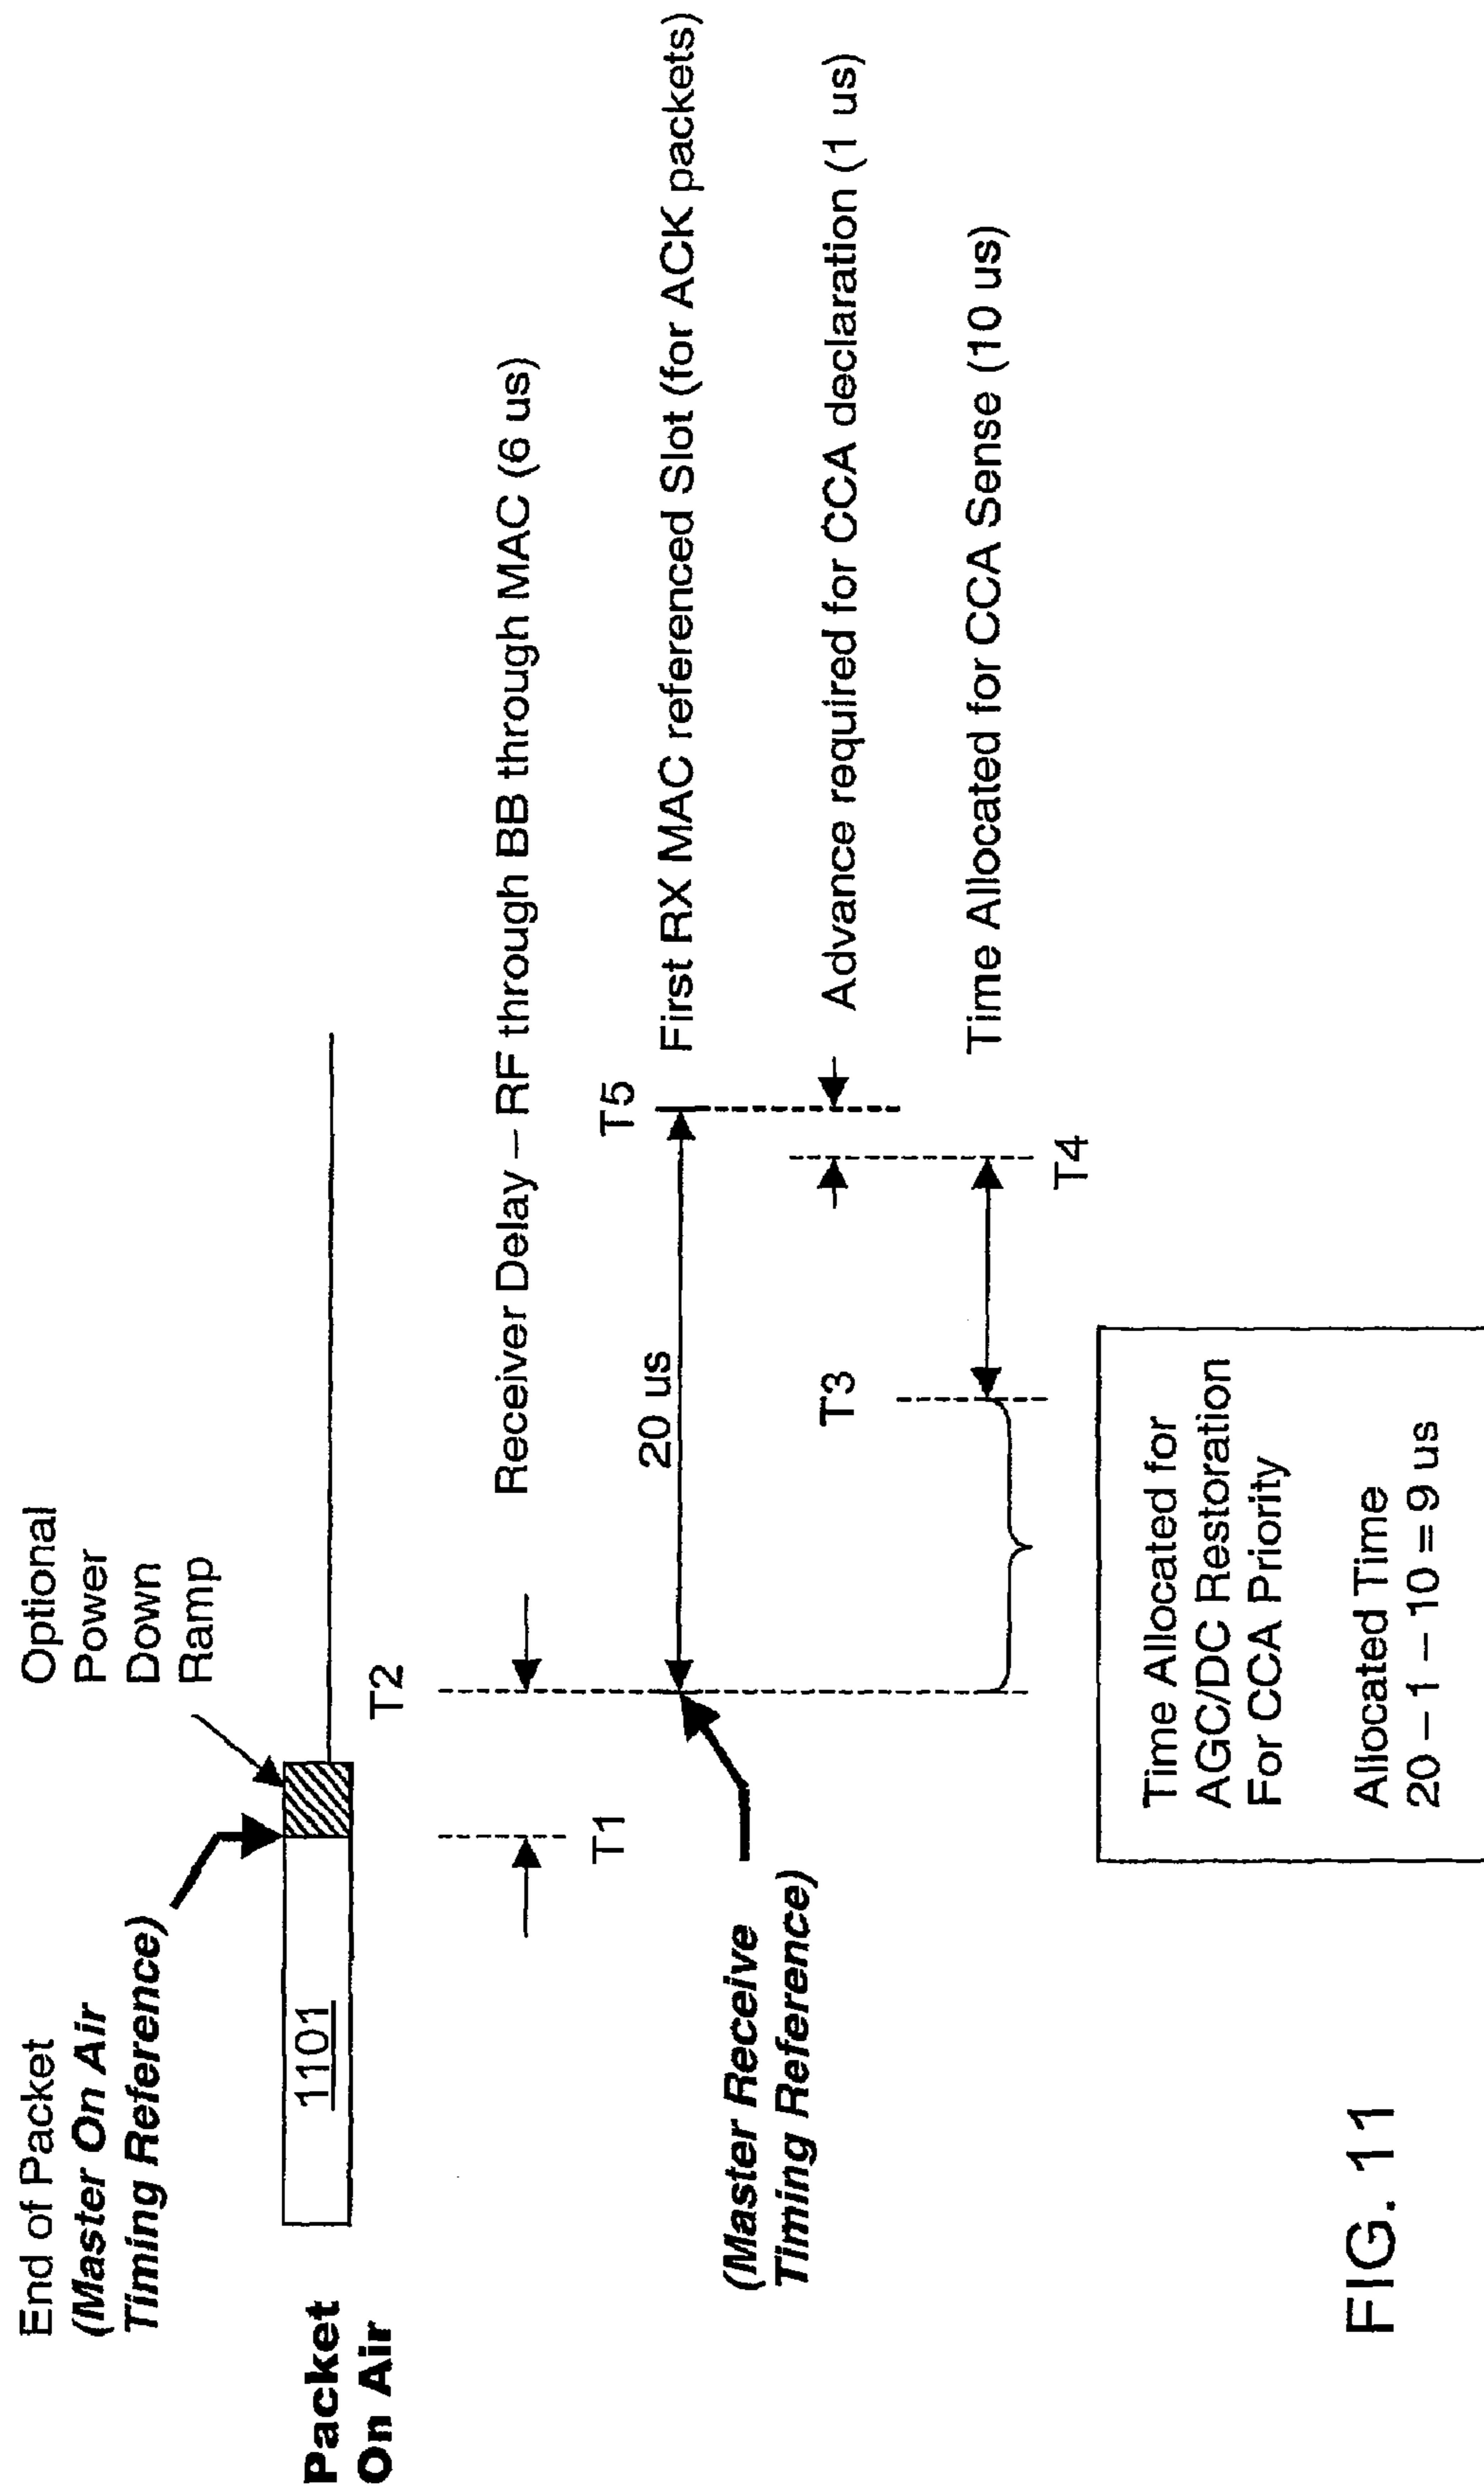 End of Packet
(Master On Air
Timing Reference)
Optional
Power
Down
Ramp
Packet
On Air
1101
T2
Receiver Delay – RF through BB through MAC (6 us)
T1
T5
20 us
First RX MAC referenced Slot (for ACK packets)
(Master Receive
Timing Reference)
T3
Advance required for CCA declaration (1 us)
Time Allocated for CCA Sense (10 us)
T4
Time Allocated for
AGC/DC Restoration
For CCA Priority
Allocated Time
20 – 1 – 10 = 9 us
FIG. 11